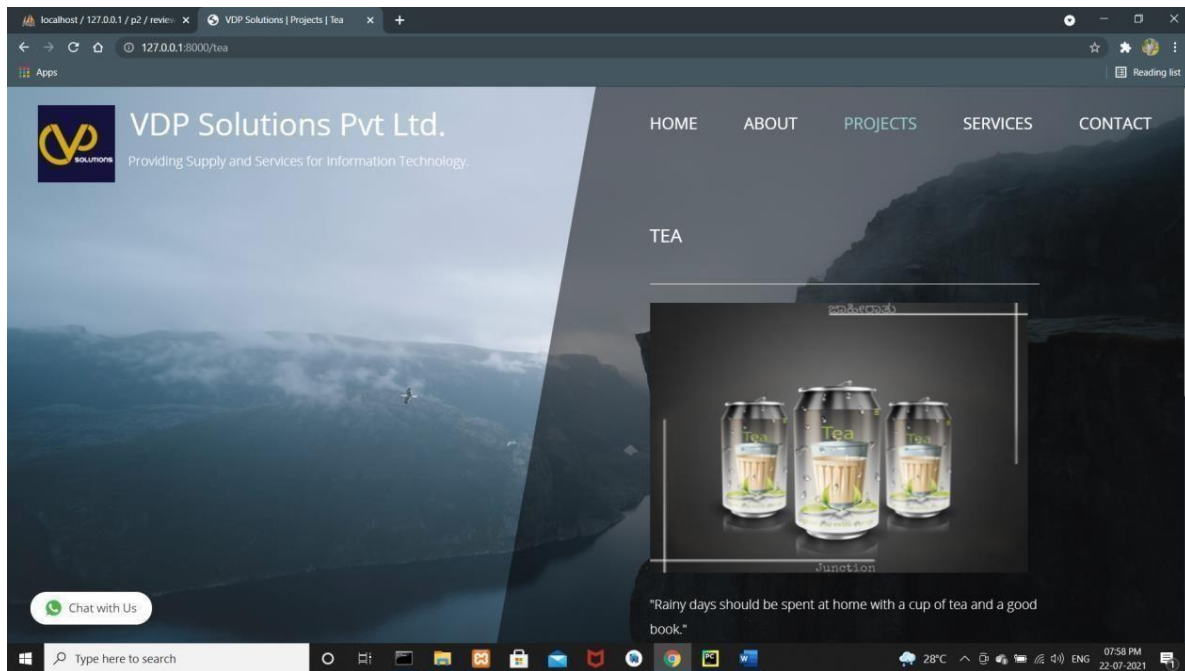 localhost / 127.0.0.1 / p2 / review
VDP Solutions | Projects | Tea
127.0.0.1:8000/tea
Apps
Reading list
SOLUTIONS
VDP Solutions Pvt Ltd.
Providing Supply and Services for Information Technology.
HOME ABOUT PROJECTS SERVICES CONTACT
TEA
ಜಾಹೀರಾತು
Tea Tea Tea
Junction
"Rainy days should be spent at home with a cup of tea and a good
book."
Chat with Us
Type here to search
28°C ENG
07:58 PM
22-07-2021